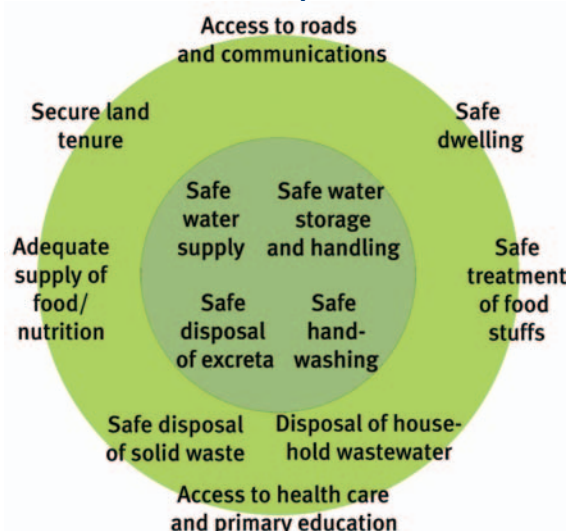 Access to roads
and communications
Secure land
tenure
Safe
dwelling
Safe
water
supply
Safe water
storage
and handling
Adequate
supply of
food/
nutrition
Safe
treatment
of food
stuffs
Safe
disposal
of excreta
Safe
hand-
washing
Safe disposal
of solid waste
Disposal of house-
hold wastewater
Access to health care
and primary education